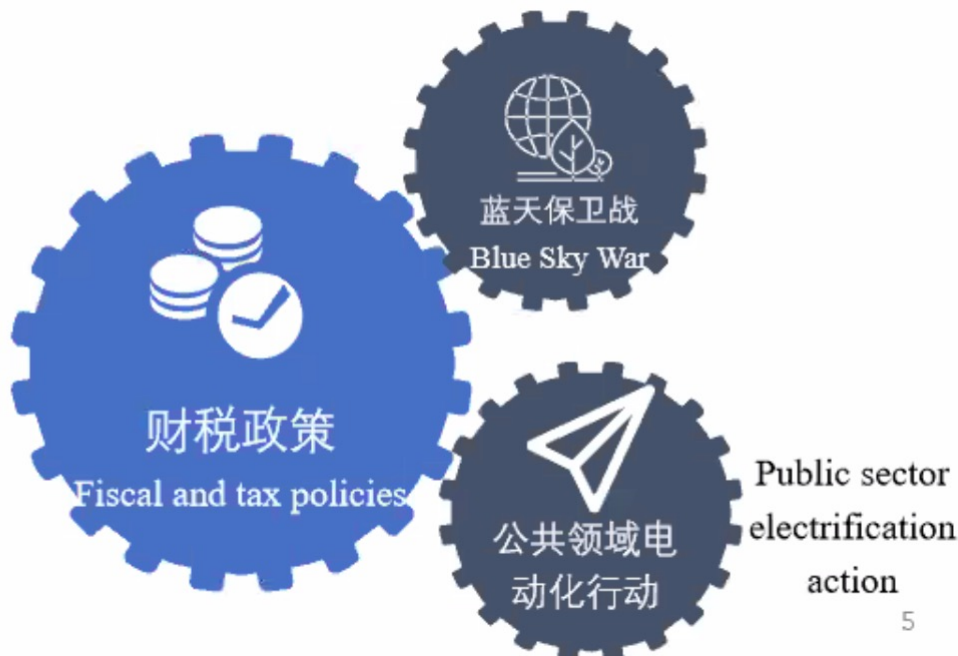 蓝天保卫战
Blue Sky War
财税政策
Fiscal and tax policies
公共领域电
动化行动
Public sector
electrification
action
5